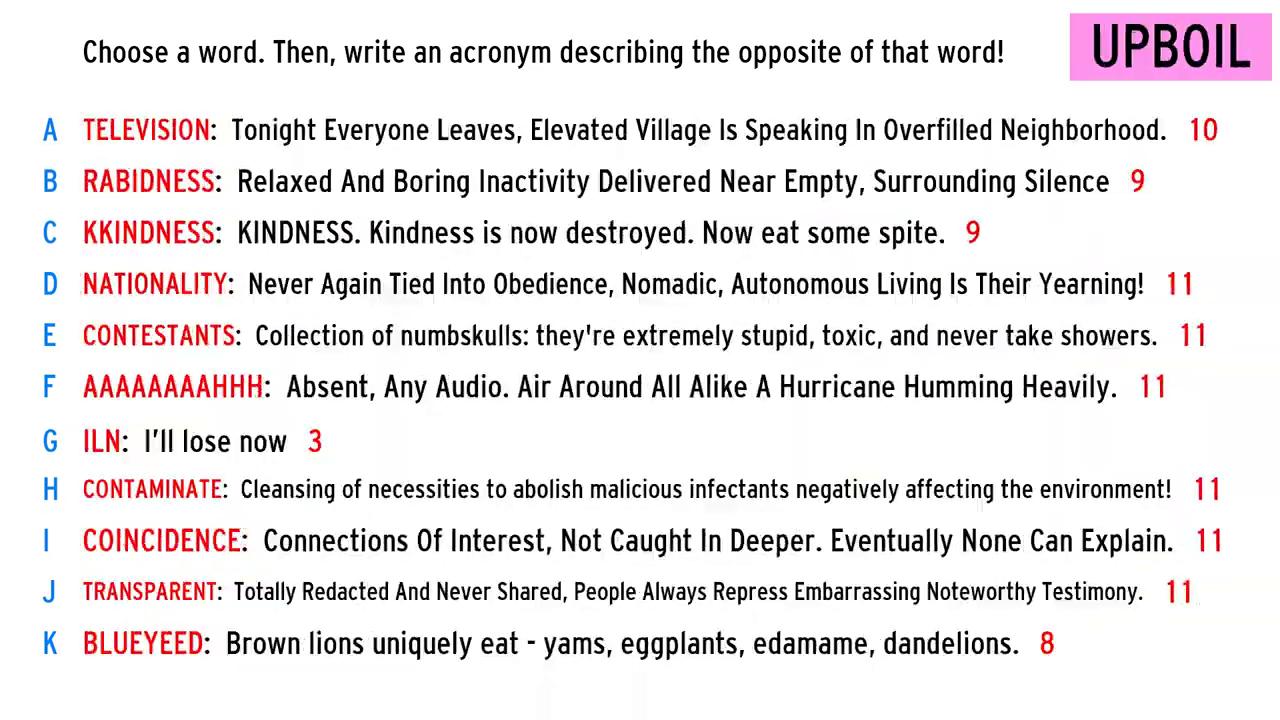 Choose a word. Then, write an acronym describing the opposite of that word!
UPBOIL
A TELEVISION: Tonight Everyone Leaves, Elevated Village Is Speaking In Overfilled Neighborhood. 10
B RABIDNESS: Relaxed And Boring Inactivity Delivered Near Empty, Surrounding Silence 9
C KKINDNESS: KINDNESS. Kindness is now destroyed. Now eat some spite. 9
D NATIONALITY: Never Again Tied Into Obedience, Nomadic, Autonomous Living Is Their Yearning! 11
E CONTESTANTS: Collection of numbskulls: they're extremely stupid, toxic, and never take showers. 11
F AAAAAAAAHHH: Absent, Any Audio. Air Around All Alike A Hurricane Humming Heavily. 11
G ILN: I'll lose now 3
H CONTAMINATE: Cleansing of necessities to abolish malicious infectants negatively affecting the environment! 11
I COINCIDENCE: Connections Of Interest, Not Caught In Deeper. Eventually None Can Explain. 11
J TRANSPARENT: Totally Redacted And Never Shared, People Always Repress Embarrassing Noteworthy Testimony. 11
K BLUEYEED: Brown lions uniquely eat - yams, eggplants, edamame, dandelions. 8